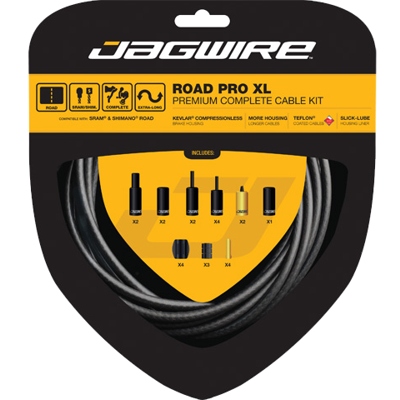 JAGWIRE
ROAD PRO XL
PREMIUM COMPLETE CABLE KIT
ROAD
SRAM/SHIM.
COMPLETE
EXTRA-LONG
COMPATIBLE WITH SRAM® & SHIMANO® ROAD
KEVLAR® COMPRESSIONLESS
BRAKE HOUSING
MORE HOUSING
LONGER CABLES
TEFLON®
COATED CABLES
SLICK-LUBE
HOUSING LINER
INCLUDES:
X2 X2 X2 X4 X2 X1
X4 X3 X4